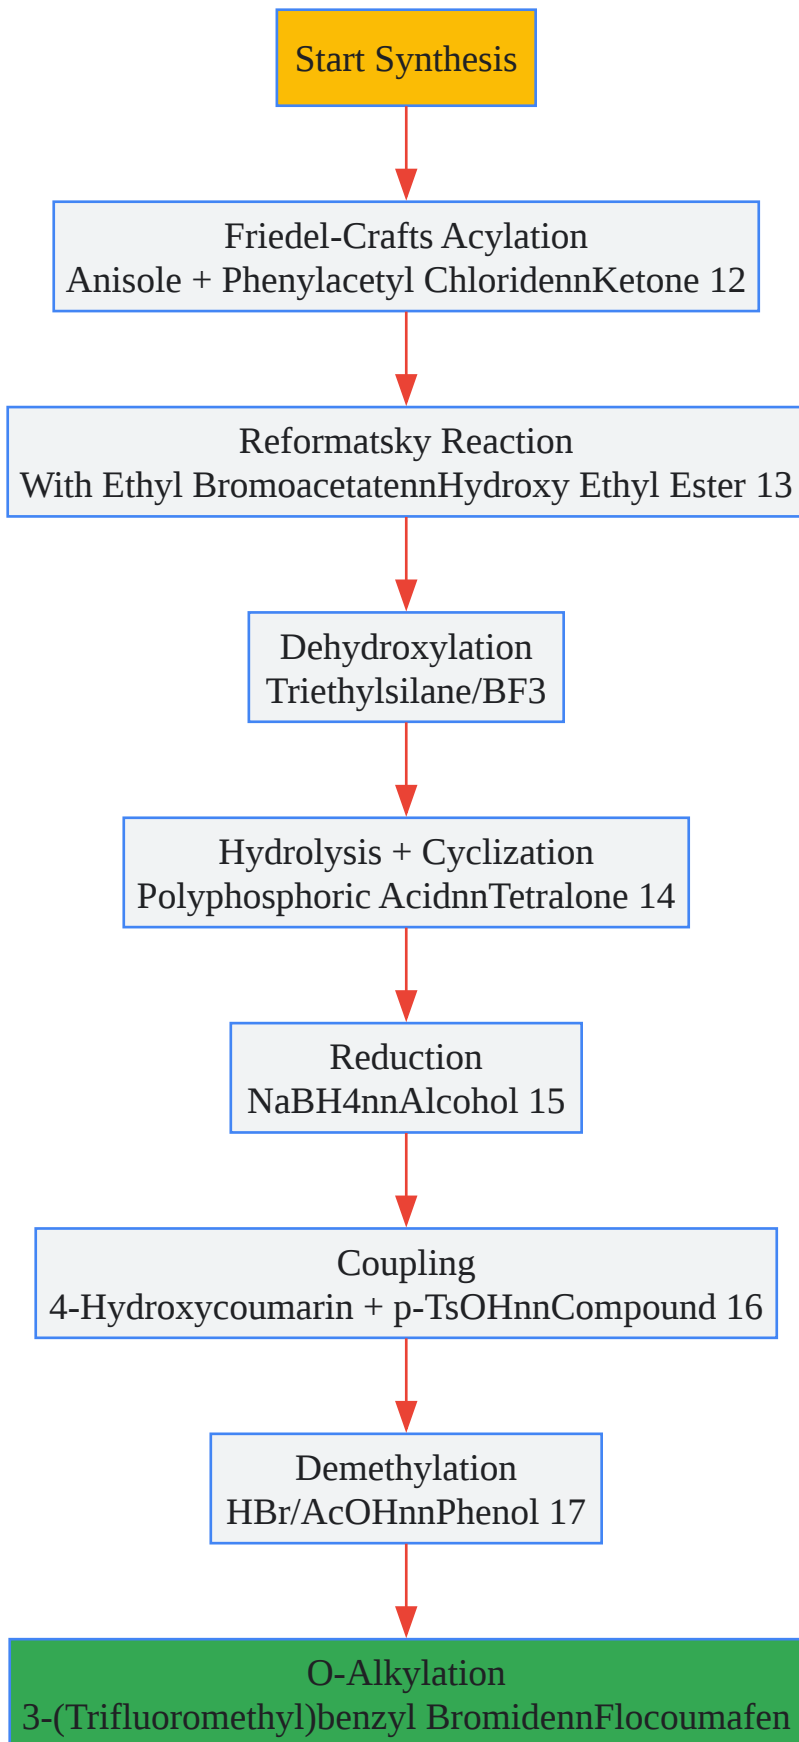 Start Synthesis
Friedel-Crafts Acylation
Anisole + Phenylacetyl ChloridennKetone 12
Reformatsky Reaction
With Ethyl BromoacetatennHydroxy Ethyl Ester 13
Dehydroxylation
Triethylsilane/BF3
Hydrolysis + Cyclization
Polyphosphoric AcidnnTetralone 14
Reduction
NaBH4nnAlcohol 15
Coupling
4-Hydroxycoumarin + p-TsOHnnCompound 16
Demethylation
HBr/AcOHnnPhenol 17
O-Alkylation
3-(Trifluoromethyl)benzyl BromidennFlocoumafen